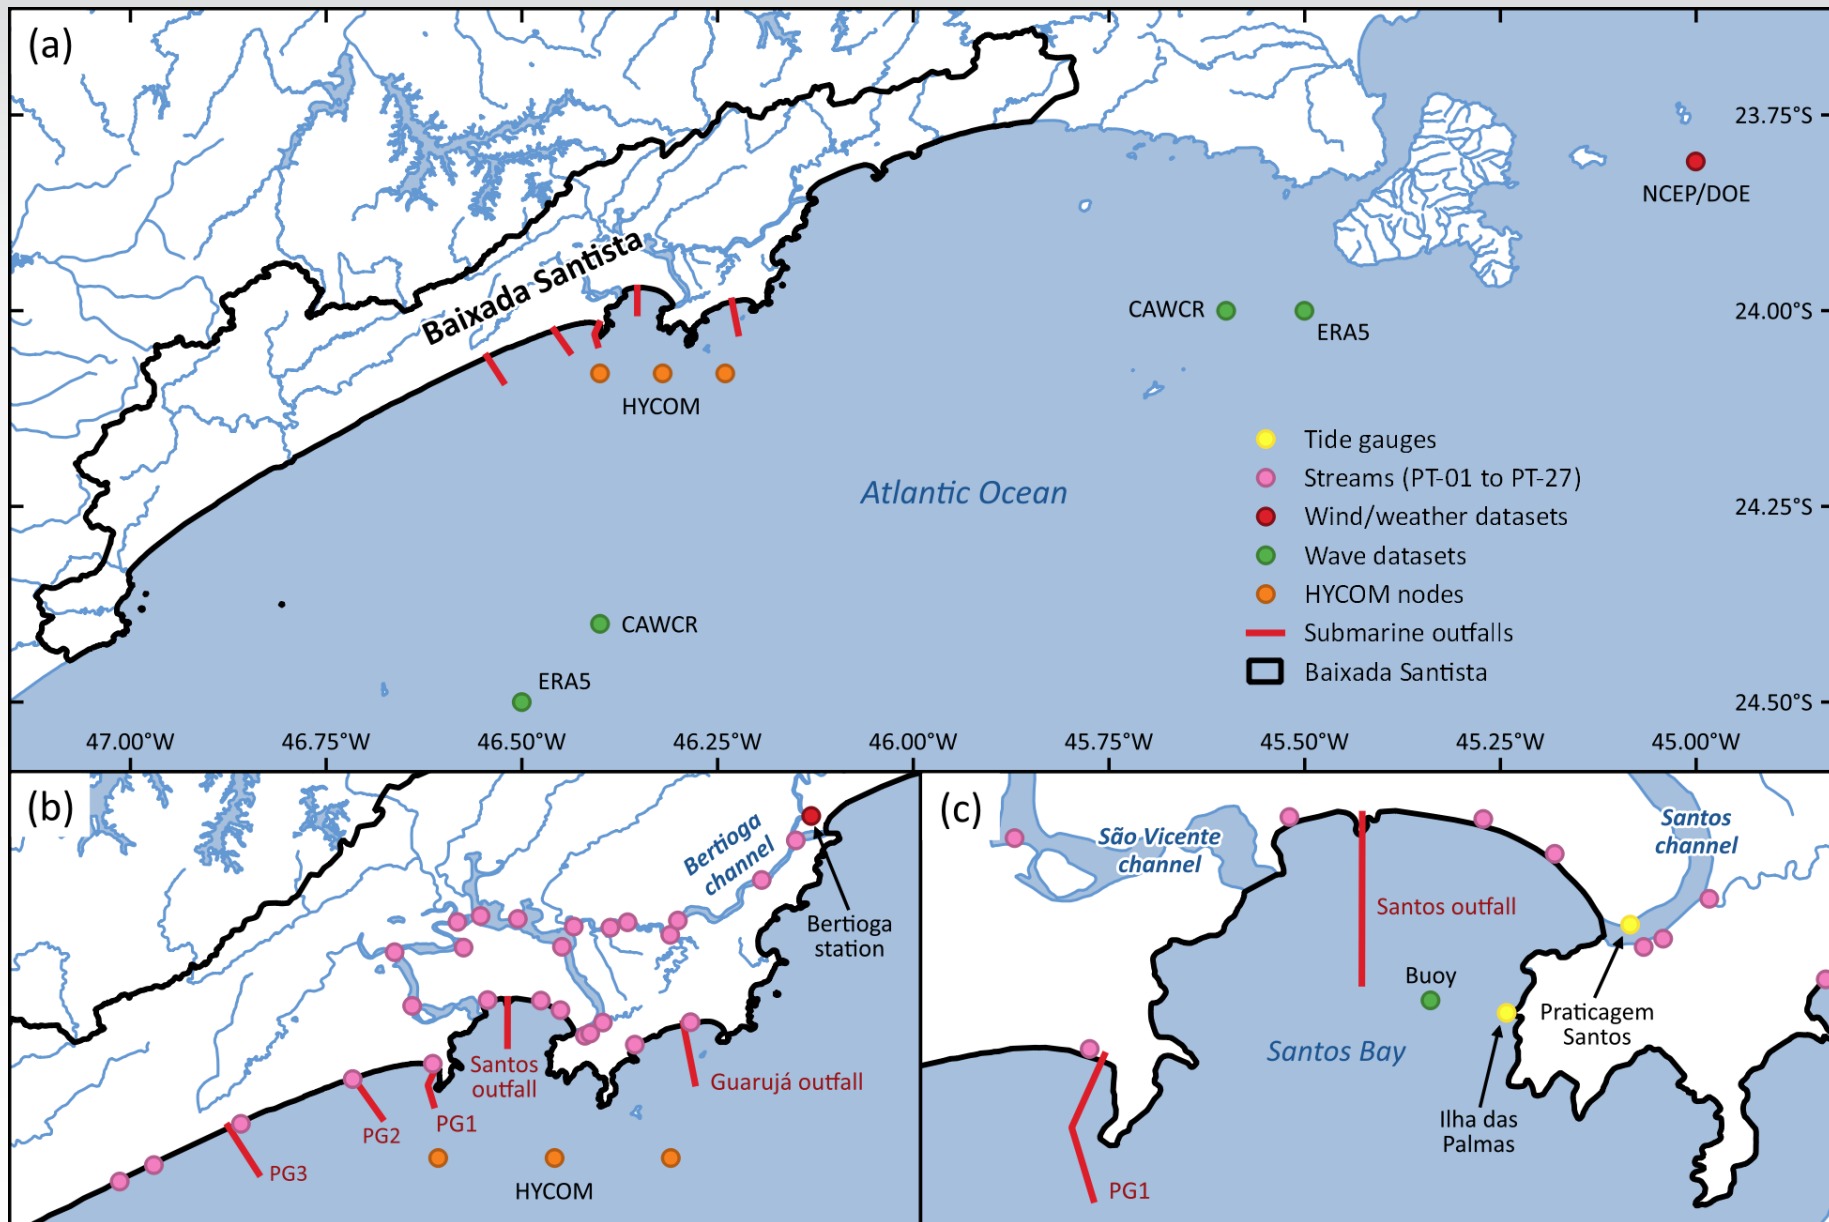 (a)
23.75°S
NCEP/DOE
Baixada Santista
CAWCR
ERA5
24.00°S
HYCOM
Atlantic Ocean
Tide gauges
Streams (PT-01 to PT-27)
Wind/weather datasets
Wave datasets
HYCOM nodes
Submarine outfalls
Baixada Santista
24.25°S
CAWCR
ERA5
24.50°S
47.00°W
46.75°W
46.50°W
46.25°W
46.00°W
45.75°W
45.50°W
45.25°W
45.00°W
(b)
Bertioga
channel
Bertioga
station
Santos
outfall
Guarujá outfall
PG1
PG2
PG3
HYCOM
(c)
São Vicente
channel
Santos
channel
Santos outfall
Buoy
Praticagem
Santos
Santos Bay
Ilha das
Palmas
PG1